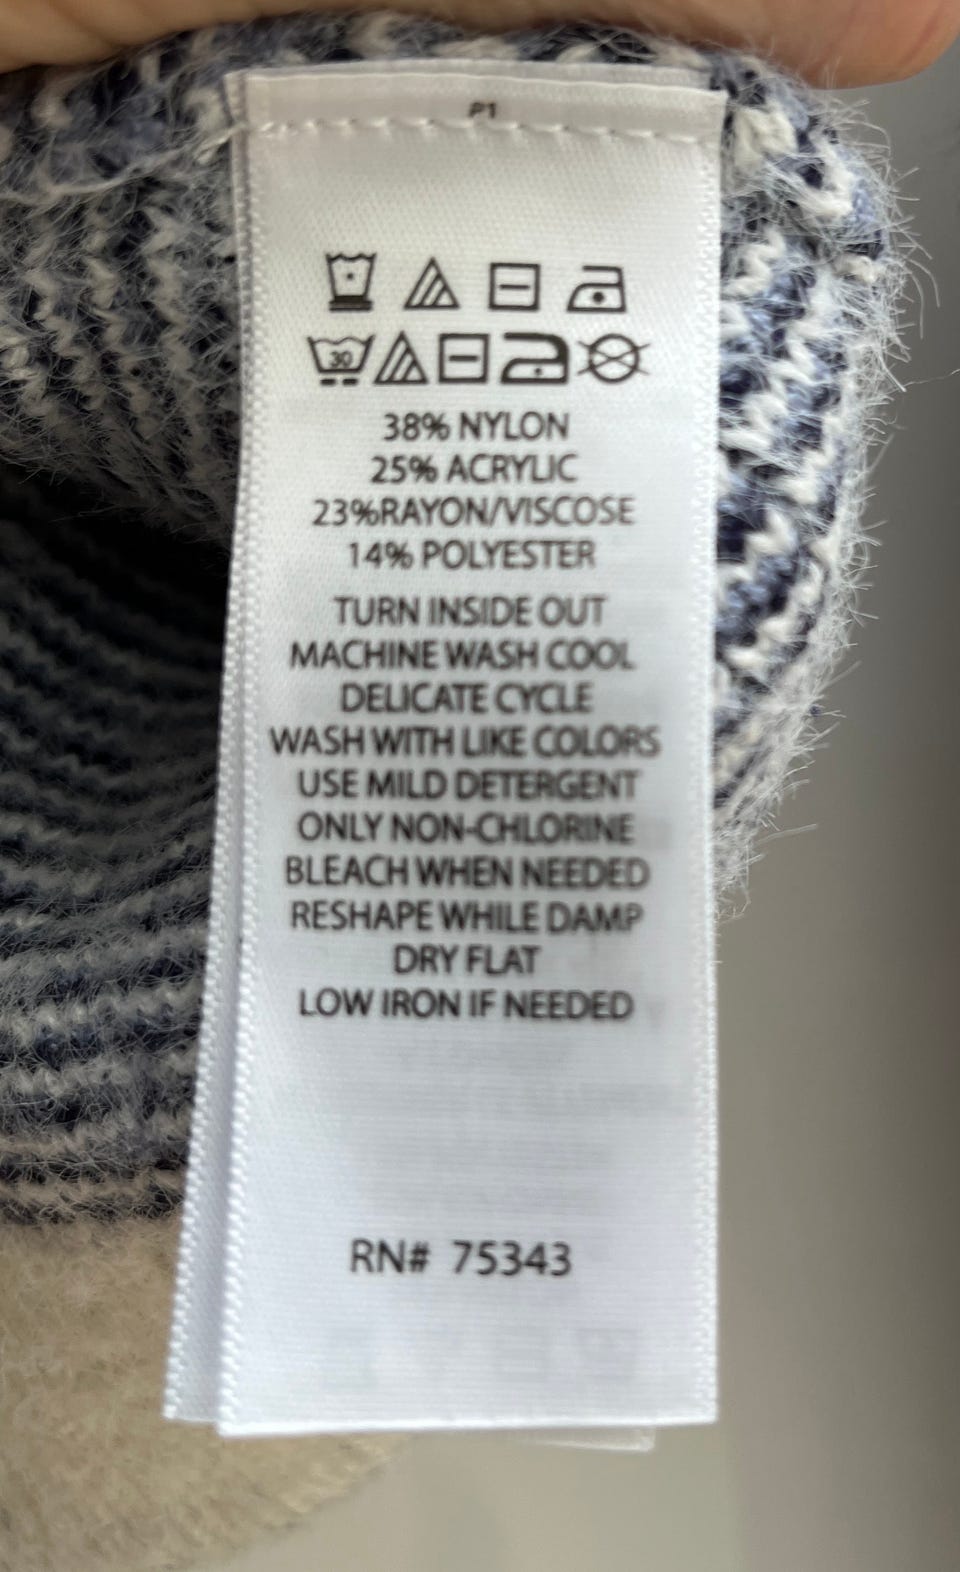 P1
30
38% NYLON
25% ACRYLIC
23%RAYON/VISCOSE
14% POLYESTER
TURN INSIDE OUT
MACHINE WASH COOL
DELICATE CYCLE
WASH WITH LIKE COLORS
USE MILD DETERGENT
ONLY NON-CHLORINE
BLEACH WHEN NEEDED
RESHAPE WHILE DAMP
DRY FLAT
LOW IRON IF NEEDED
RN# 75343